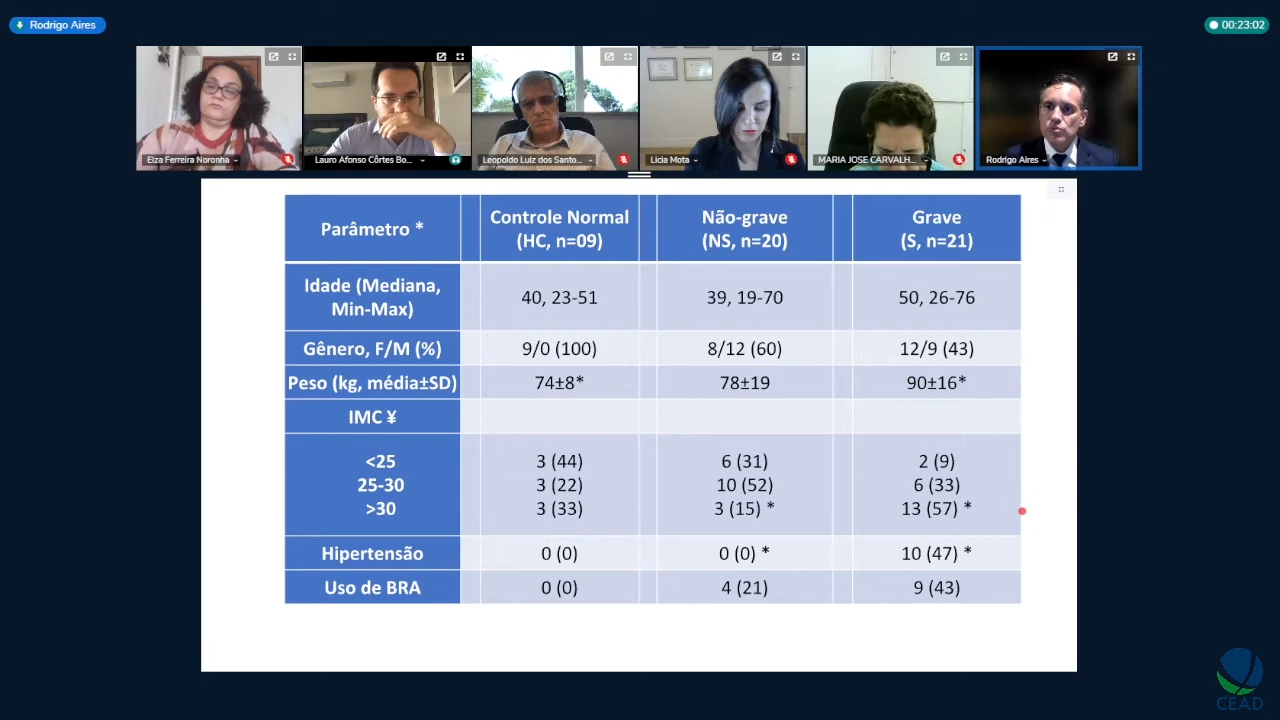 Rodrigo Aires
00:23:02
Elza Ferreira Noronha
Lauro Afonso Côrtes Bo...
Leopoldo Luiz dos Santo...
Licia Mota
MARIA JOSE CARVALH...
Rodrigo Aires
Parâmetro * Controle Normal (HC, n=09) Não-grave (NS, n=20) Grave (S, n=21)
Idade (Mediana, Min-Max) 40, 23-51 39, 19-70 50, 26-76
Gênero, F/M (%) 9/0 (100) 8/12 (60) 12/9 (43)
Peso (kg, média±SD) 74±8* 78±19 90±16*
IMC ¥
<25 3 (44) 6 (31) 2 (9)
25-30 3 (22) 10 (52) 6 (33)
>30 3 (33) 3 (15) * 13 (57) *
Hipertensão 0 (0) 0 (0) * 10 (47) *
Uso de BRA 0 (0) 4 (21) 9 (43)
CEAD